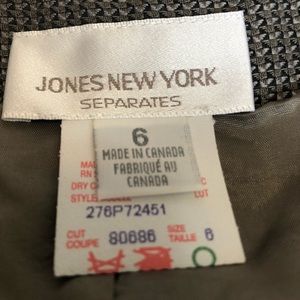 JONES NEW YORK
SEPARATES
6
MADE IN CANADA
FABRIQUÉ AU
CANADA
RN
DRY
STYLE
276P72451
CUT SIZE
COUPE 80686 TAILLE 6